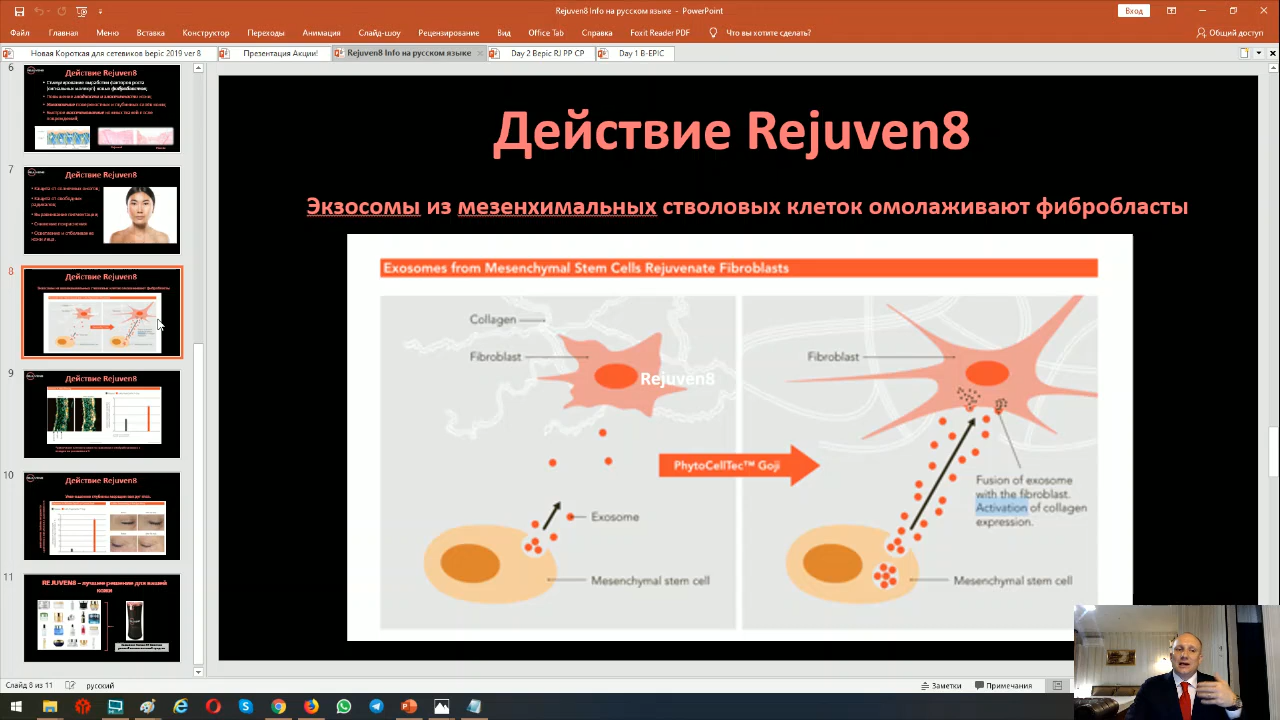 Rejuven8 Info на русском языке - PowerPoint
Вход
Файл Главная Меню Вставка Конструктор Переходы Анимация Слайд-шоу Рецензирование Вид Office Tab Справка Foxit Reader PDF Что вы хотите сделать? Общий доступ
Новая Короткая для сетевиков bepic 2019 ver 8 Презентация Акции! Rejuven8 Info на русском языке Day 2 Bepic RJ PP CP Day 1 B-EPIC
6
Действие Rejuven8
7
Действие Rejuven8
8
Действие Rejuven8
9
Действие Rejuven8
10
Действие Rejuven8
11
REJUVEN8 – лучшее решение для вашей
кожи
Действие Rejuven8
Экзосомы из мезенхимальных стволовых клеток омолаживают фибробласты
Exosomes from Mesenchymal Stem Cells Rejuvenate Fibroblasts
Collagen
Fibroblast
Rejuven8
Exosome
Mesenchymal stem cell
PhytoCellTec™ Goji
Fibroblast
Fusion of exosome
with the fibroblast.
Activation of collagen
expression.
Mesenchymal stem cell
Слайд 8 из 11 русский Заметки Примечания